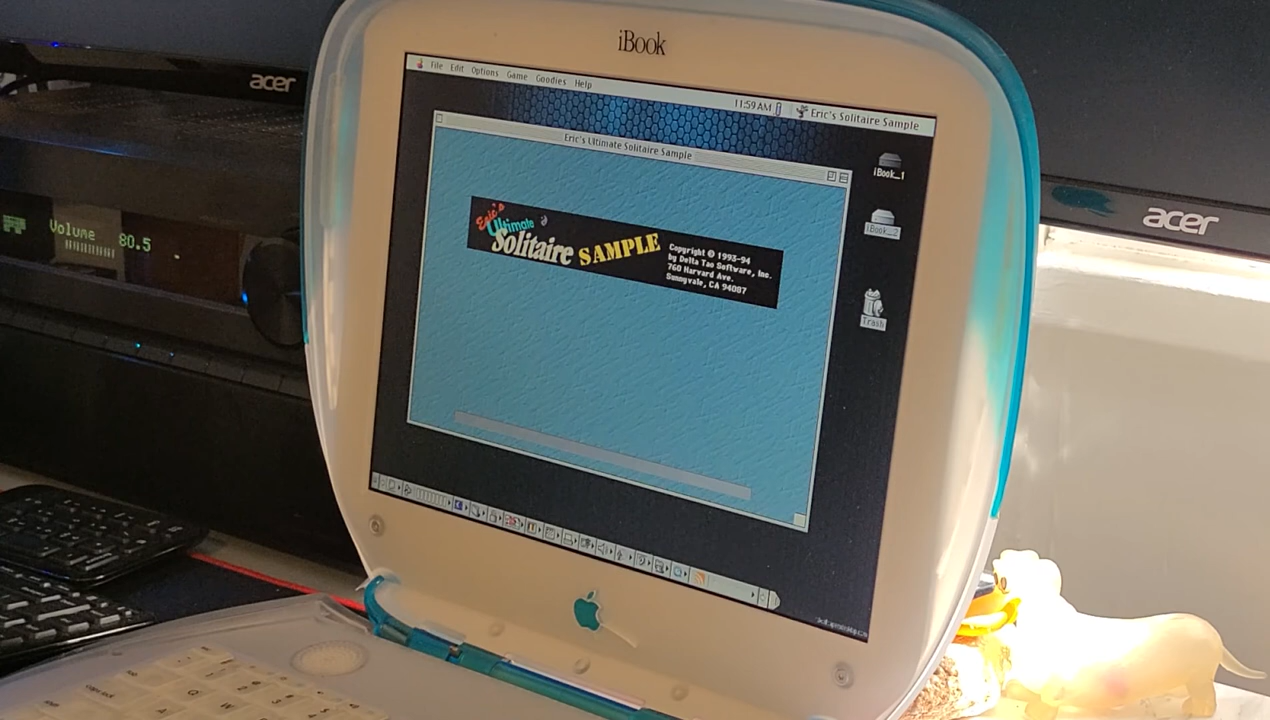 iBook
acer
File Edit Options Game Goodies Help
11:59 AM
Eric's Solitaire Sample
Eric's Ultimate Solitaire Sample
iBook_1
iBook_2
Trash
acer
Volume 80.5
Eric's
Ultimate
Solitaire SAMPLE
Copyright © 1993-94
by Delta Tao Software, Inc.
760 Harvard Ave.
Sunnyvale, CA 94087